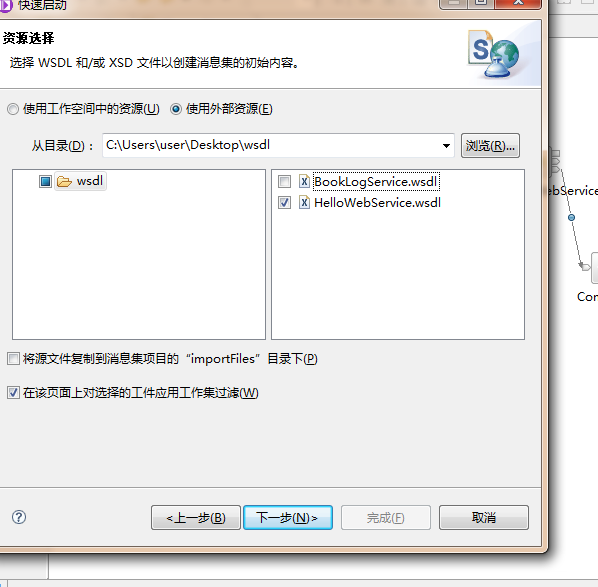 快速启动
资源选择
选择 WSDL 和/或 XSD 文件以创建消息集的初始内容。
使用工作空间中的资源(U) 使用外部资源(E)
从目录(D)： C:\Users\user\Desktop\wsdl 浏览(R)...
wsdl
BookLogService.wsdl
HelloWebService.wsdl
将源文件复制到消息集项目的“importFiles”目录下(P)
在该页面上对选择的工件应用工作集过滤(W)
<上一步(B) 下一步(N)> 完成(F) 取消
ebService
Con